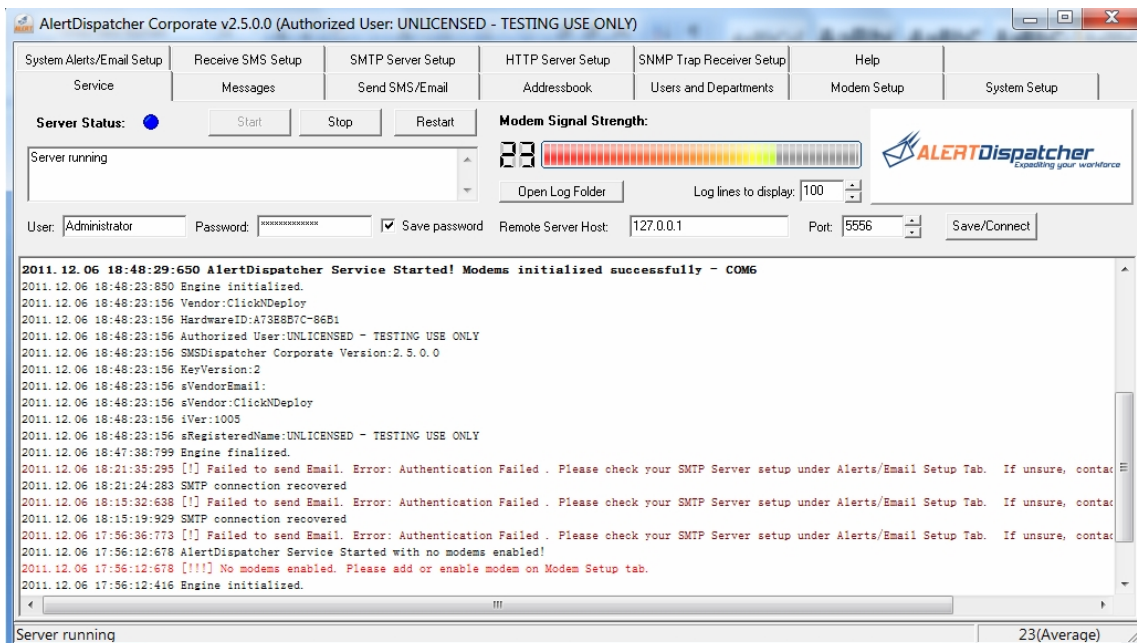 AlertDispatcher Corporate v2.5.0.0 (Authorized User: UNLICENSED - TESTING USE ONLY)
System Alerts/Email Setup Receive SMS Setup SMTP Server Setup HTTP Server Setup SNMP Trap Receiver Setup Help
Service Messages Send SMS/Email Addressbook Users and Departments Modem Setup System Setup
Server Status: Start Stop Restart Modem Signal Strength:
Server running
23
ALERTDispatcher
Expediting your workforce
Open Log Folder Log lines to display: 100
User: Administrator Password: ************* Save password Remote Server Host: 127.0.0.1 Port: 5556 Save/Connect
2011.12.06 18:48:29:650 AlertDispatcher Service Started! Modems initialized successfully - COM6
2011.12.06 18:48:23:850 Engine initialized.
2011.12.06 18:48:23:156 Vendor:ClickNDeploy
2011.12.06 18:48:23:156 HardwareID:A73E8B7C-86B1
2011.12.06 18:48:23:156 Authorized User:UNLICENSED - TESTING USE ONLY
2011.12.06 18:48:23:156 SMSDispatcher Corporate Version:2.5.0.0
2011.12.06 18:48:23:156 KeyVersion:2
2011.12.06 18:48:23:156 sVendorEmail:
2011.12.06 18:48:23:156 sVendor:ClickNDeploy
2011.12.06 18:48:23:156 iVer:1005
2011.12.06 18:48:23:156 sRegisteredName:UNLICENSED - TESTING USE ONLY
2011.12.06 18:47:38:799 Engine finalized.
2011.12.06 18:21:35:295 [!] Failed to send Email. Error: Authentication Failed . Please check your SMTP Server setup under Alerts/Email Setup Tab. If unsure, contac
2011.12.06 18:21:24:283 SMTP connection recovered
2011.12.06 18:15:32:638 [!] Failed to send Email. Error: Authentication Failed . Please check your SMTP Server setup under Alerts/Email Setup Tab. If unsure, contac
2011.12.06 18:15:19:929 SMTP connection recovered
2011.12.06 17:56:36:773 [!] Failed to send Email. Error: Authentication Failed . Please check your SMTP Server setup under Alerts/Email Setup Tab. If unsure, contac
2011.12.06 17:56:12:678 AlertDispatcher Service Started with no modems enabled!
2011.12.06 17:56:12:678 [!!!] No modems enabled. Please add or enable modem on Modem Setup tab.
2011.12.06 17:56:12:416 Engine initialized.
Server running 23(Average)